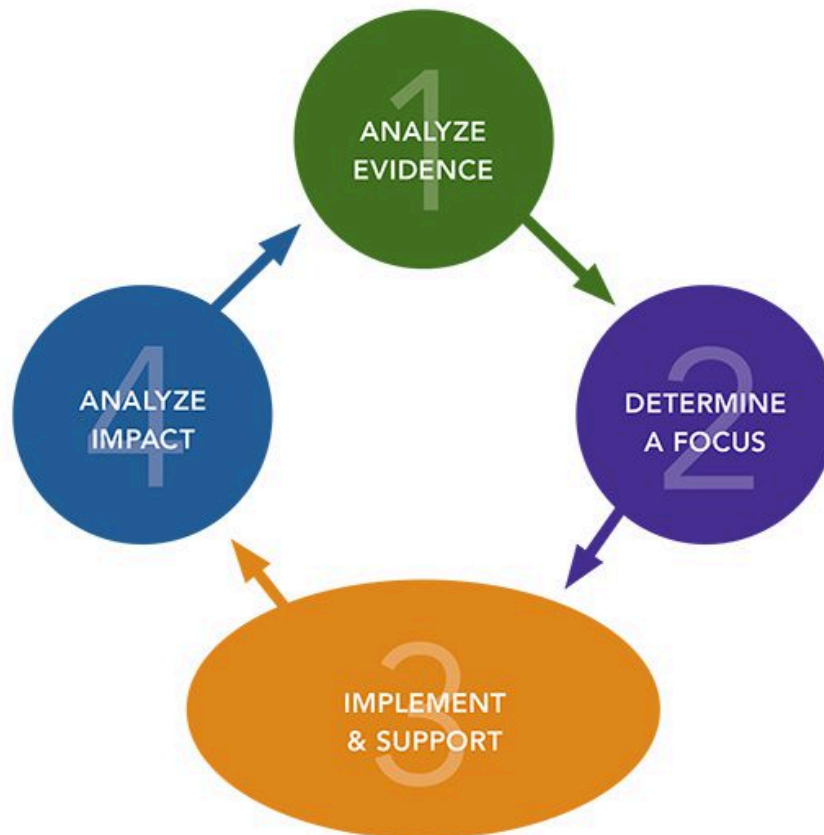 1
ANALYZE
EVIDENCE
2
DETERMINE
A FOCUS
3
IMPLEMENT
& SUPPORT
4
ANALYZE
IMPACT